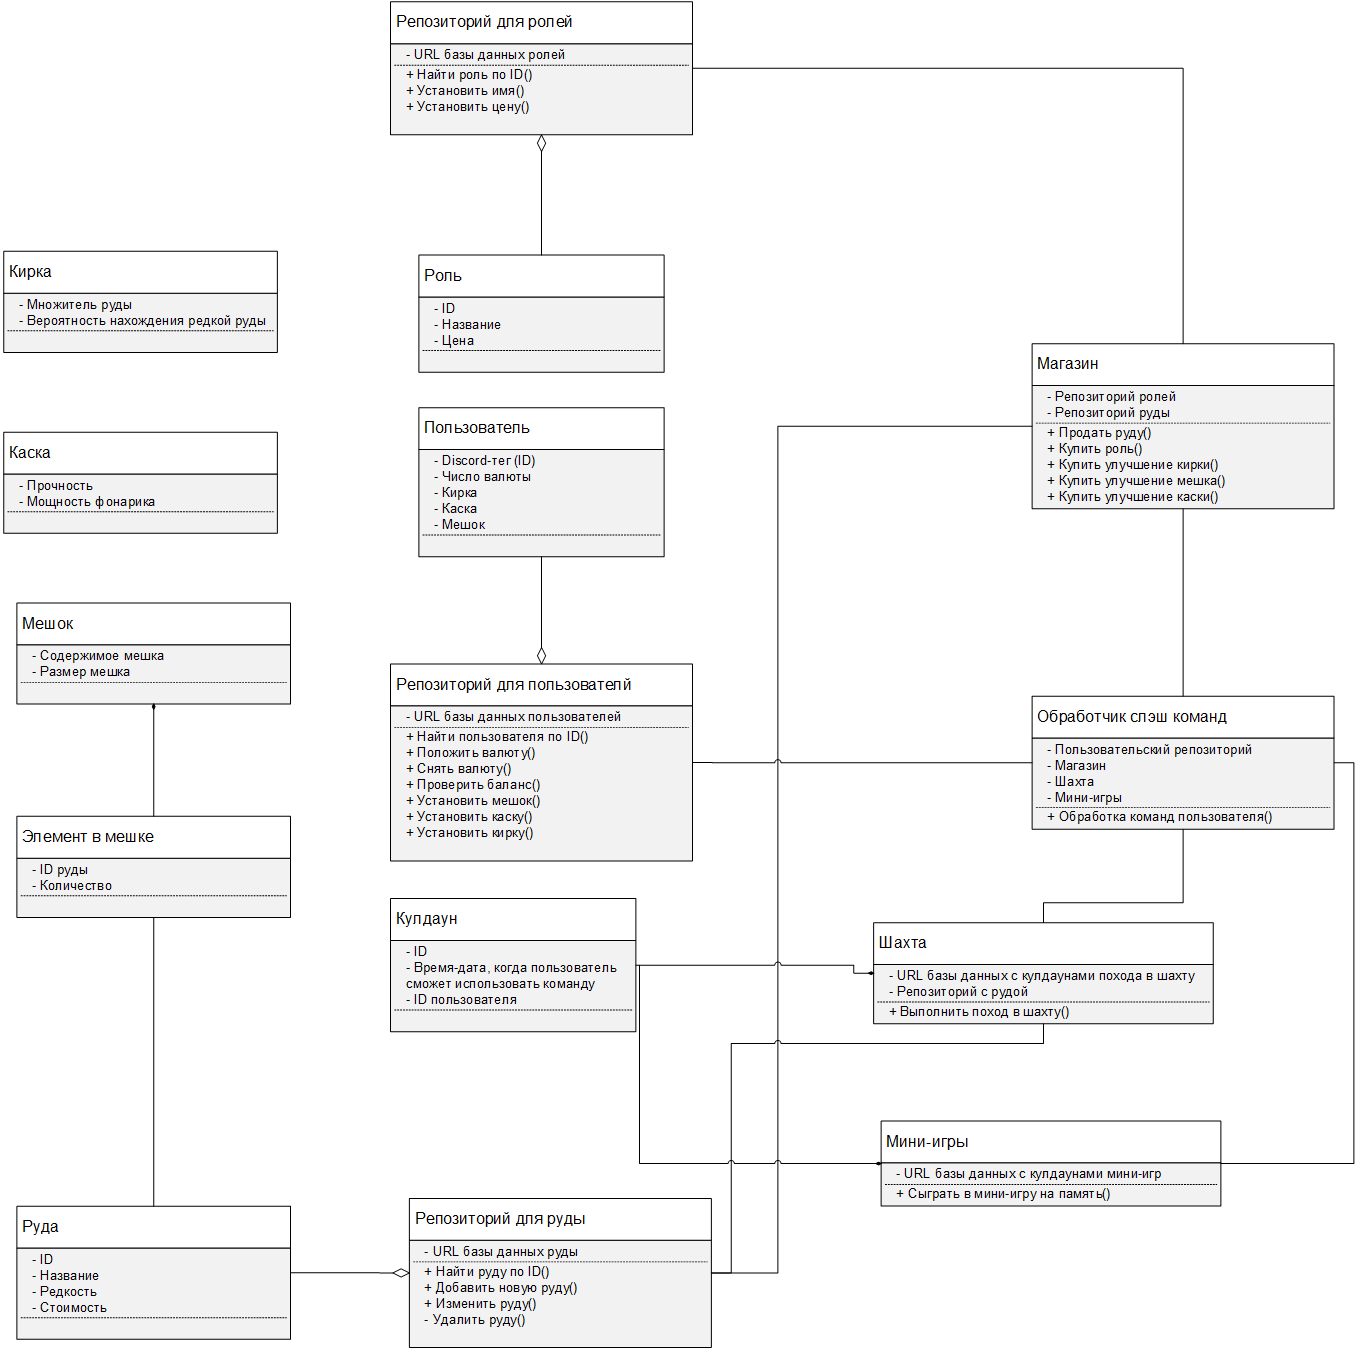 Репозиторий для ролей
- URL базы данных ролей
+ Найти роль по ID()
+ Установить имя()
+ Установить цену()
Кирка
- Множитель руды
- Вероятность нахождения редкой руды
Роль
- ID
- Название
- Цена
Магазин
- Репозиторий ролей
- Репозиторий руды
+ Продать руду()
+ Купить роль()
+ Купить улучшение кирки()
+ Купить улучшение мешка()
+ Купить улучшение каски()
Каска
- Прочность
- Мощность фонарика
Пользователь
- Discord-тег (ID)
- Число валюты
- Кирка
- Каска
- Мешок
Мешок
- Содержимое мешка
- Размер мешка
Репозиторий для пользователй
- URL базы данных пользователей
+ Найти пользователя по ID()
+ Положить валюту()
+ Снять валюту()
+ Проверить баланс()
+ Установить мешок()
+ Установить каску()
+ Установить кирку()
Обработчик слэш команд
- Пользовательский репозиторий
- Магазин
- Шахта
- Мини-игры
+ Обработка команд пользователя()
Элемент в мешке
- ID руды
- Количество
Кулдаун
- ID
- Время-дата, когда пользователь
сможет использовать команду
- ID пользователя
Шахта
- URL базы данных с кулдаунами похода в шахту
- Репозиторий с рудой
+ Выполнить поход в шахту()
Мини-игры
- URL базы данных с кулдаунами мини-игр
+ Сыграть в мини-игру на память()
Руда
- ID
- Название
- Редкость
- Стоимость
Репозиторий для руды
- URL базы данных руды
+ Найти руду по ID()
+ Добавить новую руду()
+ Изменить руду()
- Удалить руду()